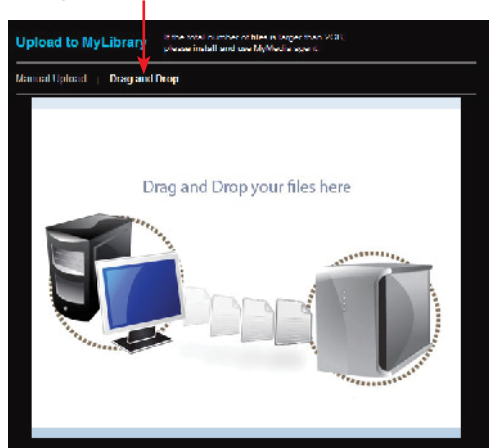 Upload to MyLibrary
If the total number of files is larger than 2GB,
please install and use MyMedia agent.
Manual Upload | Drag and Drop
Drag and Drop your files here